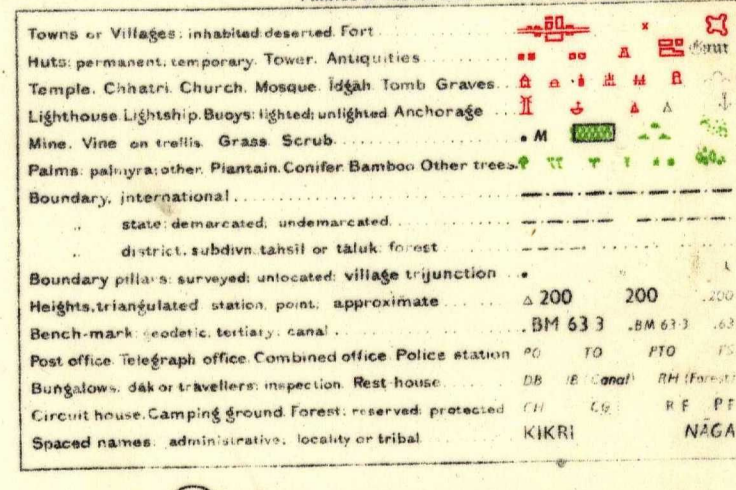 Towns or Villages: inhabited: deserted. Fort
Huts: permanent, temporary. Tower. Antiquities
Temple. Chhatri. Church. Mosque. Īdgāh. Tomb Graves
Lighthouse. Lightship. Buoys: lighted; unlighted Anchorage
Mine. Vine on trellis. Grass. Scrub. M
Palms: palmyra; other. Plantain. Conifer. Bamboo Other trees
Boundary, international
„ state: demarcated; undemarcated
„ district, subdivn. tahsil or taluk; forest
Boundary pillars: surveyed; unlocated; village trijunction
Heights, triangulated station, point; approximate 200 200 .200
Bench-mark: geodetic, tertiary; canal .BM 63·3 .BM 63·3 .63
Post office. Telegraph office. Combined office. Police station PO TO PTO PS
Bungalows, dāk or travellers; inspection. Rest-house DB IB (Canal) RH (Forest)
Circuit house. Camping ground. Forest: reserved; protected CH CG RF PF
Spaced names: administrative; locality or tribal KIKRI NĀGA